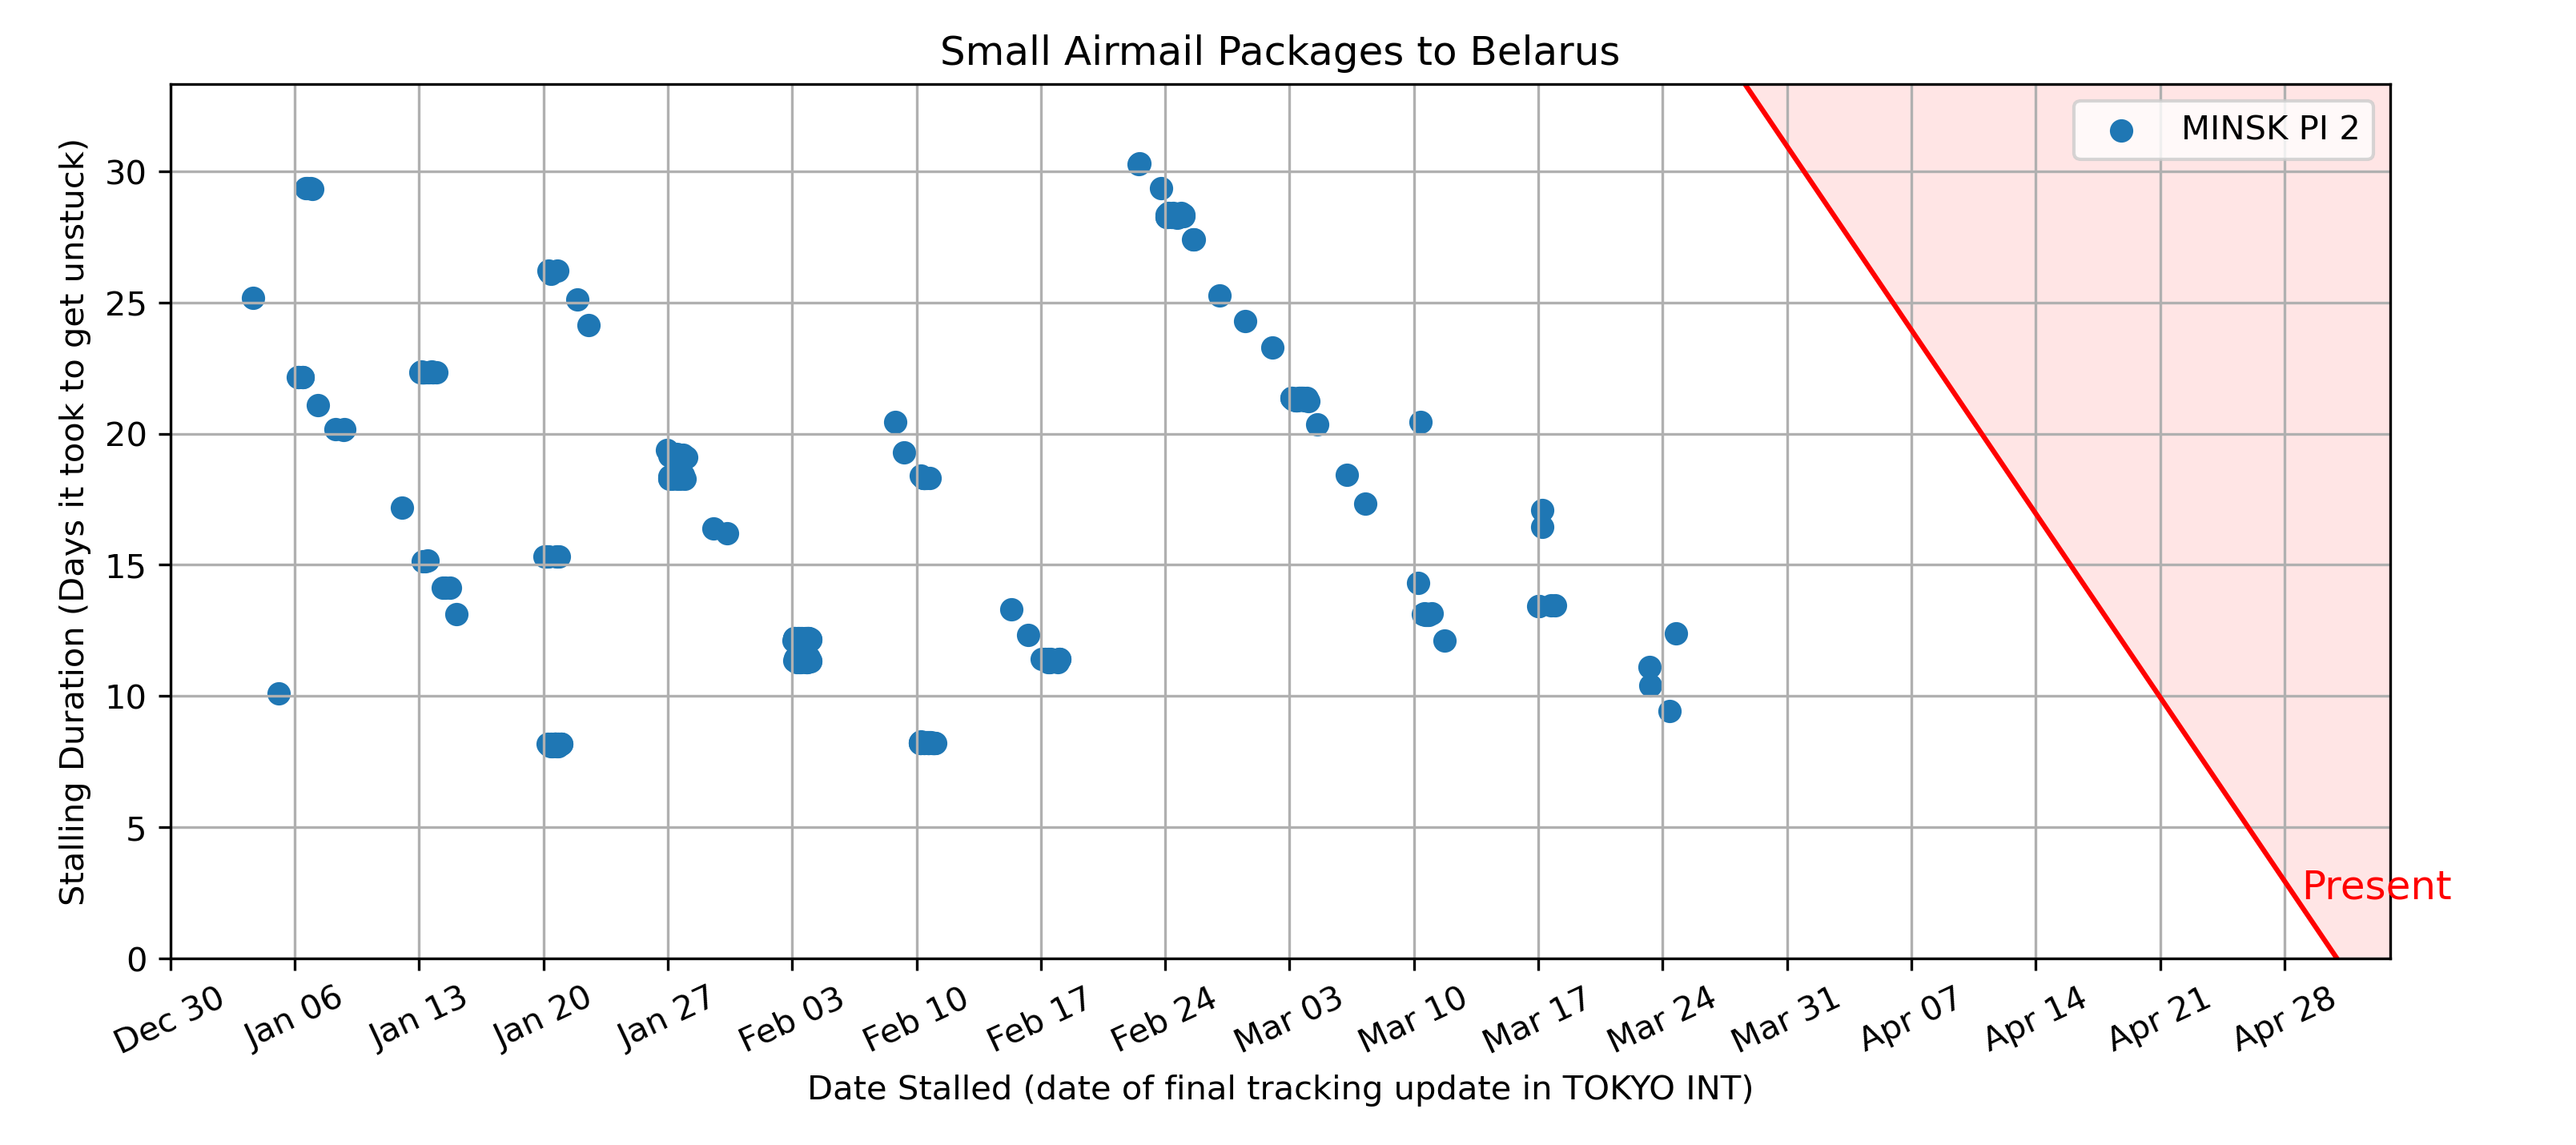 Small Airmail Packages to Belarus
MINSK PI 2
Stalling Duration (Days it took to get unstuck)
30
25
20
15
10
5
0
Present
Dec 30
Jan 06
Jan 13
Jan 20
Jan 27
Feb 03
Feb 10
Feb 17
Feb 24
Mar 03
Mar 10
Mar 17
Mar 24
Mar 31
Apr 07
Apr 14
Apr 21
Apr 28
Date Stalled (date of final tracking update in TOKYO INT)